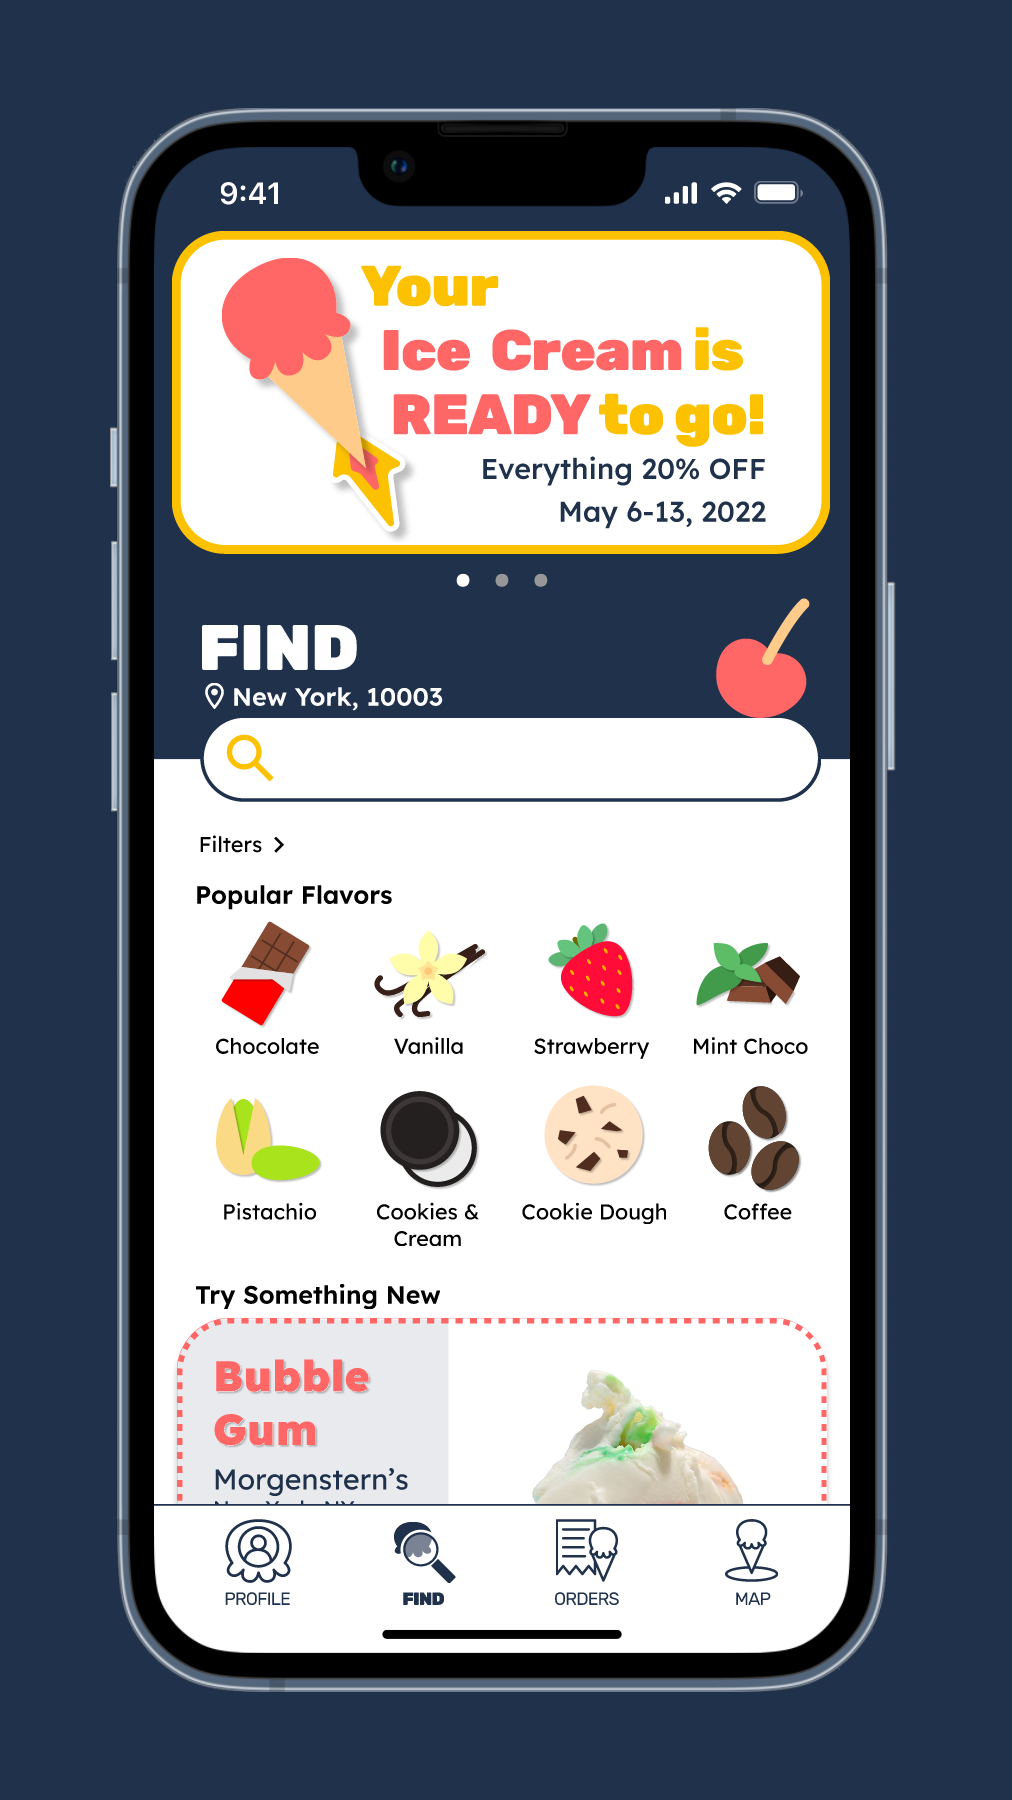 9:41
Your
Ice Cream is
READY to go!
Everything 20% OFF
May 6-13, 2022
FIND
New York, 10003
Filters
Popular Flavors
Chocolate
Vanilla
Strawberry
Mint Choco
Pistachio
Cookies &
Cream
Cookie Dough
Coffee
Try Something New
Bubble
Gum
Morgenstern’s
PROFILE
FIND
ORDERS
MAP